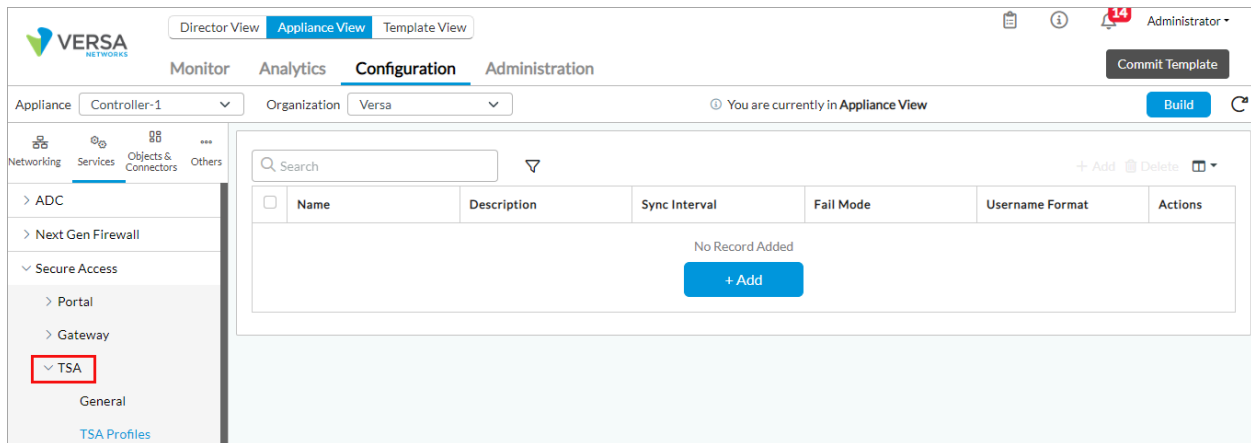 VERSA
NETWORKS
Director View Appliance View Template View
14
Administrator
Monitor Analytics Configuration Administration
Commit Template
Appliance Controller-1 Organization Versa
You are currently in Appliance View
Build
Networking Services Objects & Connectors Others
Search
+ Add Delete
Name Description Sync Interval Fail Mode Username Format Actions
No Record Added
+ Add
ADC
Next Gen Firewall
Secure Access
Portal
Gateway
TSA
General
TSA Profiles